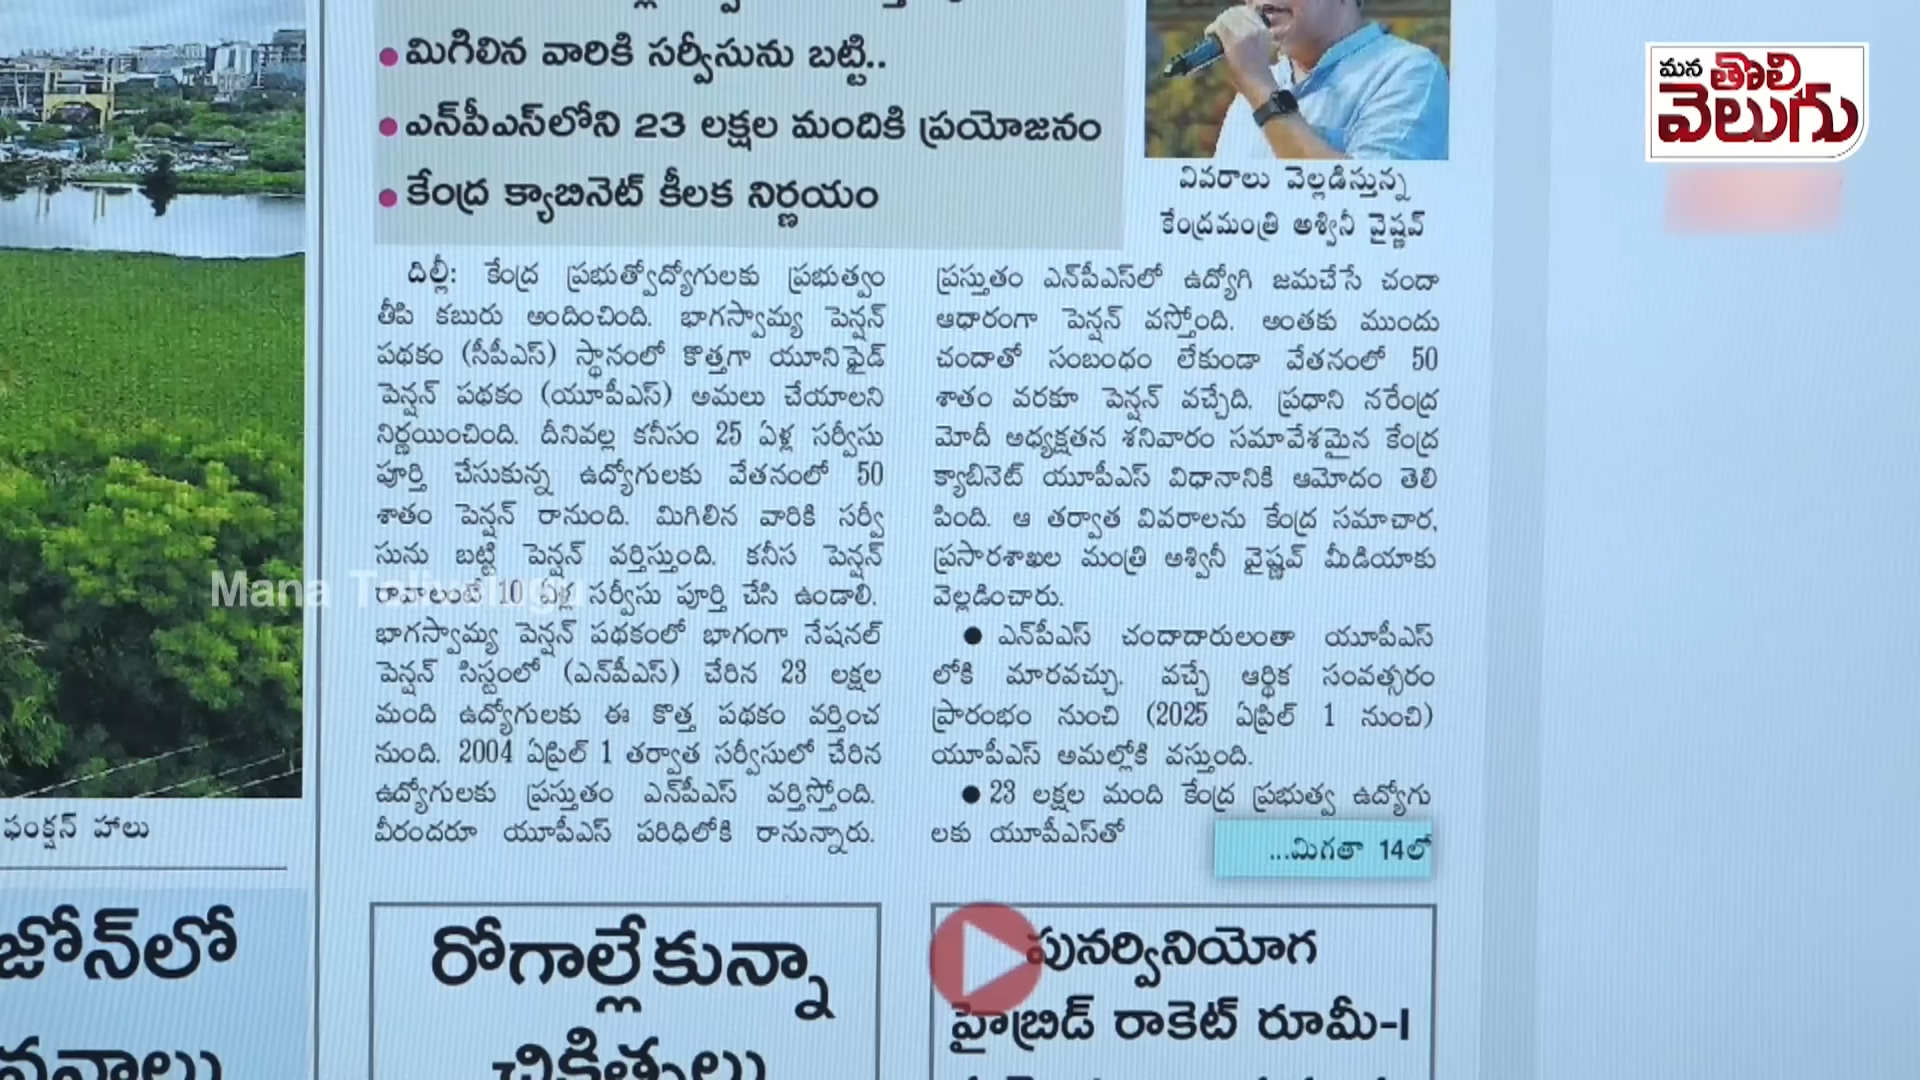 మిగిలిన వారికి సర్వీసును బట్టి..
ఎన్‌పీఎస్‌లోని 23 లక్షల మందికి ప్రయోజనం
కేంద్ర క్యాబినెట్ కీలక నిర్ణయం
వివరాలు వెల్లడిస్తున్న
కేంద్రమంత్రి అశ్వినీ వైష్ణవ్
మన
తొలి
వెలుగు
దిల్లీ: కేంద్ర ప్రభుత్వోద్యోగులకు ప్రభుత్వం
తీపి కబురు అందించింది. భాగస్వామ్య పెన్షన్
పథకం (సీపీఎస్) స్థానంలో కొత్తగా యూనిఫైడ్
పెన్షన్ పథకం (యూపీఎస్) అమలు చేయాలని
నిర్ణయించింది. దీనివల్ల కనీసం 25 ఏళ్ల సర్వీసు
పూర్తి చేసుకున్న ఉద్యోగులకు వేతనంలో 50
శాతం పెన్షన్ రానుంది. మిగిలిన వారికి సర్వీ
సును బట్టి పెన్షన్ వర్తిస్తుంది. కనీస పెన్షన్
రావాలంటే 10 ఏళ్ల సర్వీసు పూర్తి చేసి ఉండాలి.
భాగస్వామ్య పెన్షన్ పథకంలో భాగంగా నేషనల్
పెన్షన్ సిస్టంలో (ఎన్‌పీఎస్) చేరిన 23 లక్షల
మంది ఉద్యోగులకు ఈ కొత్త పథకం వర్తించ
నుంది. 2004 ఏప్రిల్ 1 తర్వాత సర్వీసులో చేరిన
ఉద్యోగులకు ప్రస్తుతం ఎన్‌పీఎస్ వర్తిస్తోంది.
వీరందరూ యూపీఎస్ పరిధిలోకి రానున్నారు.
ప్రస్తుతం ఎన్‌పీఎస్‌లో ఉద్యోగి జమచేసే చందా
ఆధారంగా పెన్షన్ వస్తోంది. అంతకు ముందు
చందాతో సంబంధం లేకుండా వేతనంలో 50
శాతం వరకూ పెన్షన్ వచ్చేది. ప్రధాని నరేంద్ర
మోదీ అధ్యక్షతన శనివారం సమావేశమైన కేంద్ర
క్యాబినెట్ యూపీఎస్ విధానానికి ఆమోదం తెలి
పింది. ఆ తర్వాత వివరాలను కేంద్ర సమాచార,
ప్రసారశాఖల మంత్రి అశ్వినీ వైష్ణవ్ మీడియాకు
వెల్లడించారు.
● ఎన్‌పీఎస్ చందాదారులంతా యూపీఎస్
లోకి మారవచ్చు. వచ్చే ఆర్థిక సంవత్సరం
ప్రారంభం నుంచి (2025 ఏప్రిల్ 1 నుంచి)
యూపీఎస్ అమల్లోకి వస్తుంది.
● 23 లక్షల మంది కేంద్ర ప్రభుత్వ ఉద్యోగు
లకు యూపీఎస్‌తో
...మిగతా 14లో
Mana Tolivelugu
ఫంక్షన్ హాలు
జోన్‌లో
రోగాల్లేకున్నా
చికిత్సలు
పునర్వినియోగ
హైబ్రిడ్ రాకెట్ రూమీ-I